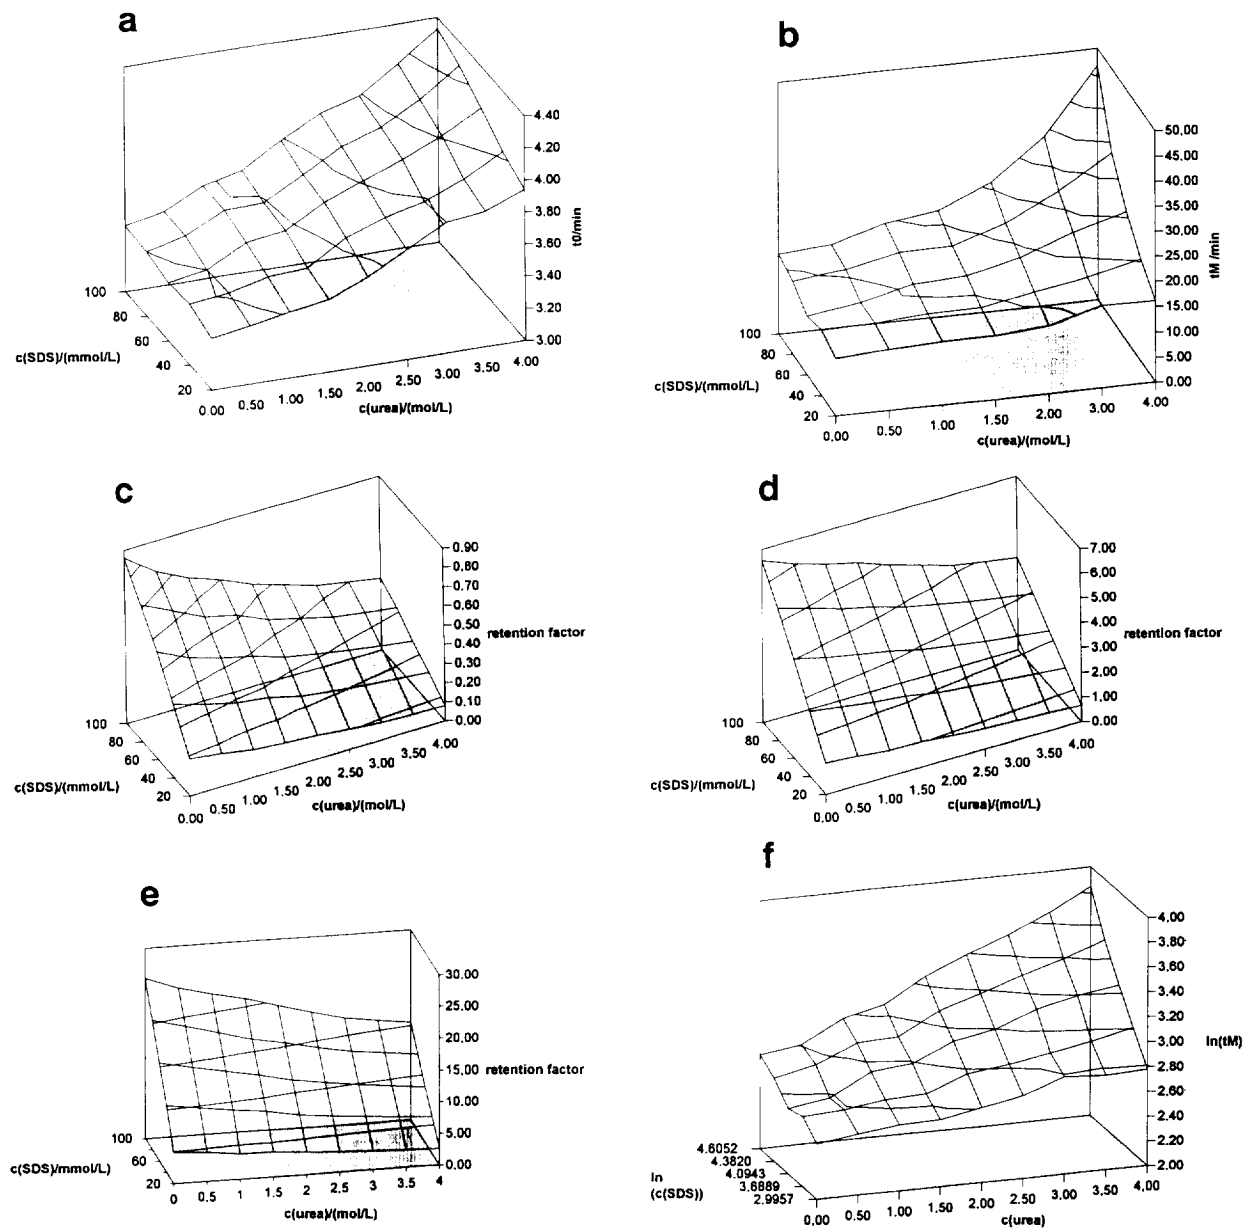 a
4.40
4.20
4.00
3.80
3.60
3.40
3.20
3.00
t0/min
100
80
60
40
20
c(SDS)/(mmol/L)
0.00 0.50 1.00 1.50 2.00 2.50 3.00 3.50 4.00
c(urea)/(mol/L)
b
50,00
45.00
40.00
35.00
30.00
25.00
20.00
15.00
10.00
5.00
0.00
tM /min
100
80
60
40
20
c(SDS)/(mmol/L)
0.00 0.50 1.00 1.50 2.00 3.00 4.00
c(urea)/(mol/L)
c
0.90
0.80
0.70
0.60
0.50
0.40
0.30
0.20
0.10
0.00
retention factor
100
80
60
40
20
c(SDS)/(mmol/L)
0.00 0.50 1.00 1.50 2.00 2.50 3.00 3.50 4.00
c(urea)/(mol/L)
d
7.00
6.00
5.00
4.00
3.00
2.00
1.00
0.00
retention factor
100
80
60
40
20
c(SDS)/(mmol/L)
0.00 0.50 1.00 1.50 2.00 2.50 3.00 3.50 4.00
c(urea)/(mol/L)
e
30.00
25.00
20.00
15.00
10.00
5.00
0.00
retention factor
100
60
20
c(SDS)/mmol/L)
0 0.5 1 1.5 2 2.5 3 3.5 4
c(urea)/(mol/L)
f
4.00
3.80
3.60
3.40
3.20
3.00
2.80
2.60
2.40
2.20
2.00
ln(tM)
4.6052
4.3820
4.0943
3.6889
2.9957
ln
(c(SDS))
0.00 0.50 1.00 1.50 2.00 2.50 3.00 4.00
c(urea)